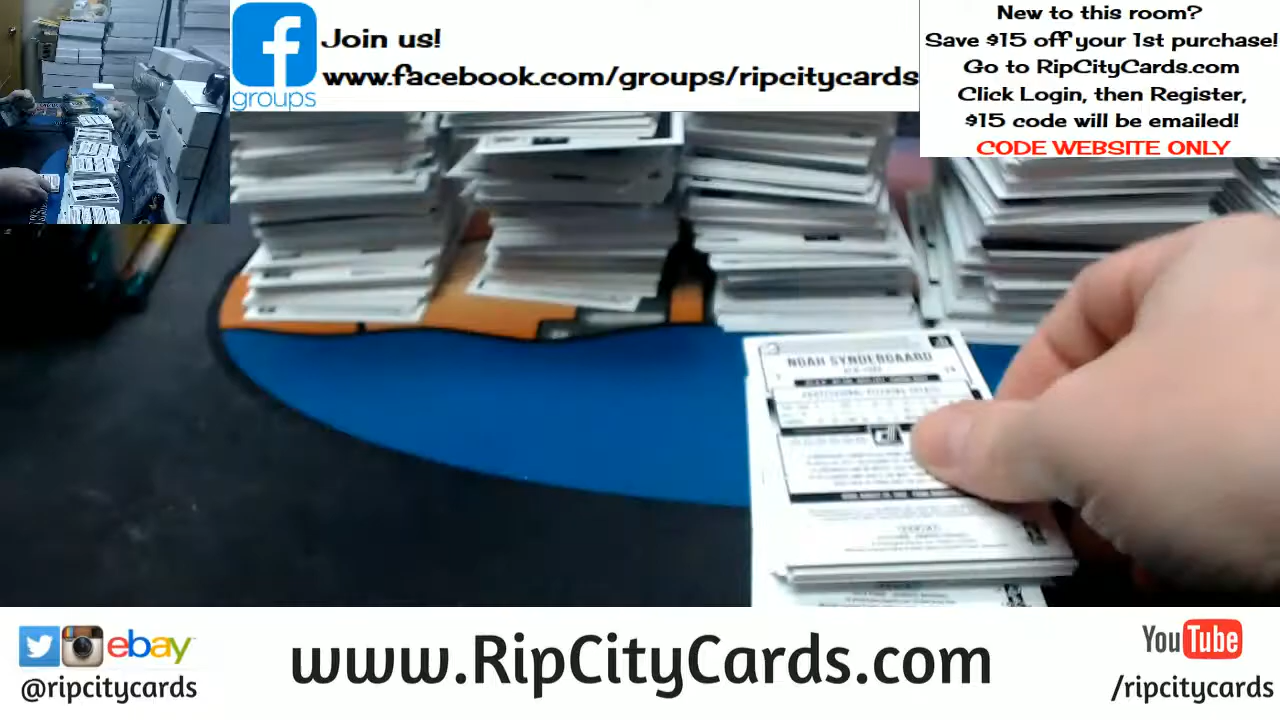 Join us!
www.facebook.com/groups/ripcitycards
groups
New to this room?
Save $15 off your 1st purchase!
Go to RipCityCards.com
Click Login, then Register,
$15 code will be emailed!
CODE WEBSITE ONLY
NOAH SYNDERGAARD
ebay
@ripcitycards
www.RipCityCards.com
YouTube
/ripcitycards